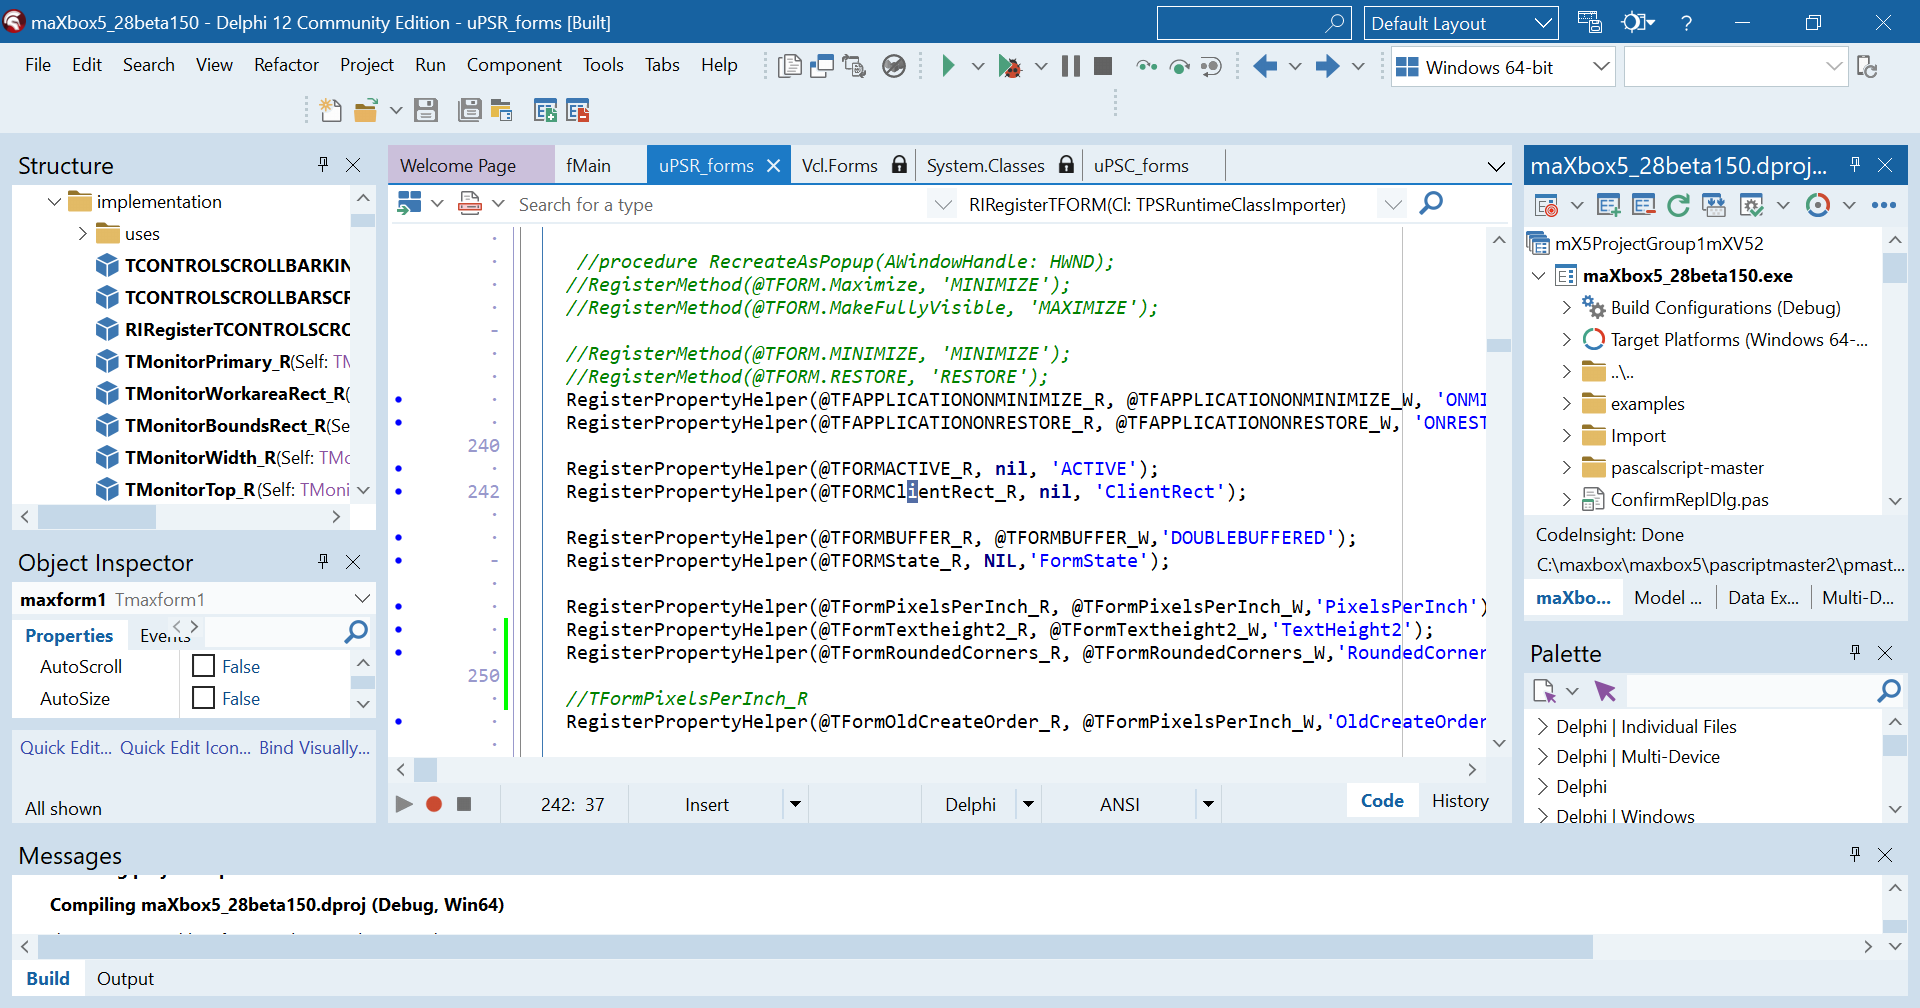 maXbox5_28beta150 - Delphi 12 Community Edition - uPSR_forms [Built]
Default Layout
?
File Edit Search View Refactor Project Run Component Tools Tabs Help
Windows 64-bit
Structure
implementation
uses
TCONTROLSCROLLBARKIN
TCONTROLSCROLLBARSCR
RIRegisterTCONTROLSCRO
TMonitorPrimary_R(Self: TM
TMonitorWorkareaRect_R(
TMonitorBoundsRect_R(Se
TMonitorWidth_R(Self: TMo
TMonitorTop_R(Self: TMoni
Object Inspector
maxform1 Tmaxform1
Properties Events
AutoScroll False
AutoSize False
Quick Edit... Quick Edit Icon... Bind Visually...
All shown
Welcome Page fMain uPSR_forms Vcl.Forms System.Classes uPSC_forms
Search for a type RIRegisterTFORM(Cl: TPSRuntimeClassImporter)
//procedure RecreateAsPopup(AWindowHandle: HWND);
//RegisterMethod(@TFORM.Maximize, 'MINIMIZE');
//RegisterMethod(@TFORM.MakeFullyVisible, 'MAXIMIZE');
//RegisterMethod(@TFORM.MINIMIZE, 'MINIMIZE');
//RegisterMethod(@TFORM.RESTORE, 'RESTORE');
RegisterPropertyHelper(@TFAPPLICATIONONMINIMIZE_R, @TFAPPLICATIONONMINIMIZE_W, 'ONMI
RegisterPropertyHelper(@TFAPPLICATIONONRESTORE_R, @TFAPPLICATIONONRESTORE_W, 'ONREST
240
RegisterPropertyHelper(@TFORMACTIVE_R, nil, 'ACTIVE');
242 RegisterPropertyHelper(@TFORMClientRect_R, nil, 'ClientRect');
RegisterPropertyHelper(@TFORMBUFFER_R, @TFORMBUFFER_W,'DOUBLEBUFFERED');
RegisterPropertyHelper(@TFORMState_R, NIL,'FormState');
RegisterPropertyHelper(@TFormPixelsPerInch_R, @TFormPixelsPerInch_W,'PixelsPerInch')
RegisterPropertyHelper(@TFormTextheight2_R, @TFormTextheight2_W,'TextHeight2');
RegisterPropertyHelper(@TFormRoundedCorners_R, @TFormRoundedCorners_W,'RoundedCorner
250
//TFormPixelsPerInch_R
RegisterPropertyHelper(@TFormOldCreateOrder_R, @TFormPixelsPerInch_W,'OldCreateOrder
242: 37 Insert Delphi ANSI Code History
maXbox5_28beta150.dproj...
mX5ProjectGroup1mXV52
maXbox5_28beta150.exe
Build Configurations (Debug)
Target Platforms (Windows 64-...
..\..
examples
Import
pascalscript-master
ConfirmReplDlg.pas
CodeInsight: Done
C:\maxbox\maxbox5\pascriptmaster2\pmast...
maXbo... Model ... Data Ex... Multi-D...
Palette
Delphi | Individual Files
Delphi | Multi-Device
Delphi
Delphi | Windows
Messages
Compiling maXbox5_28beta150.dproj (Debug, Win64)
Build Output